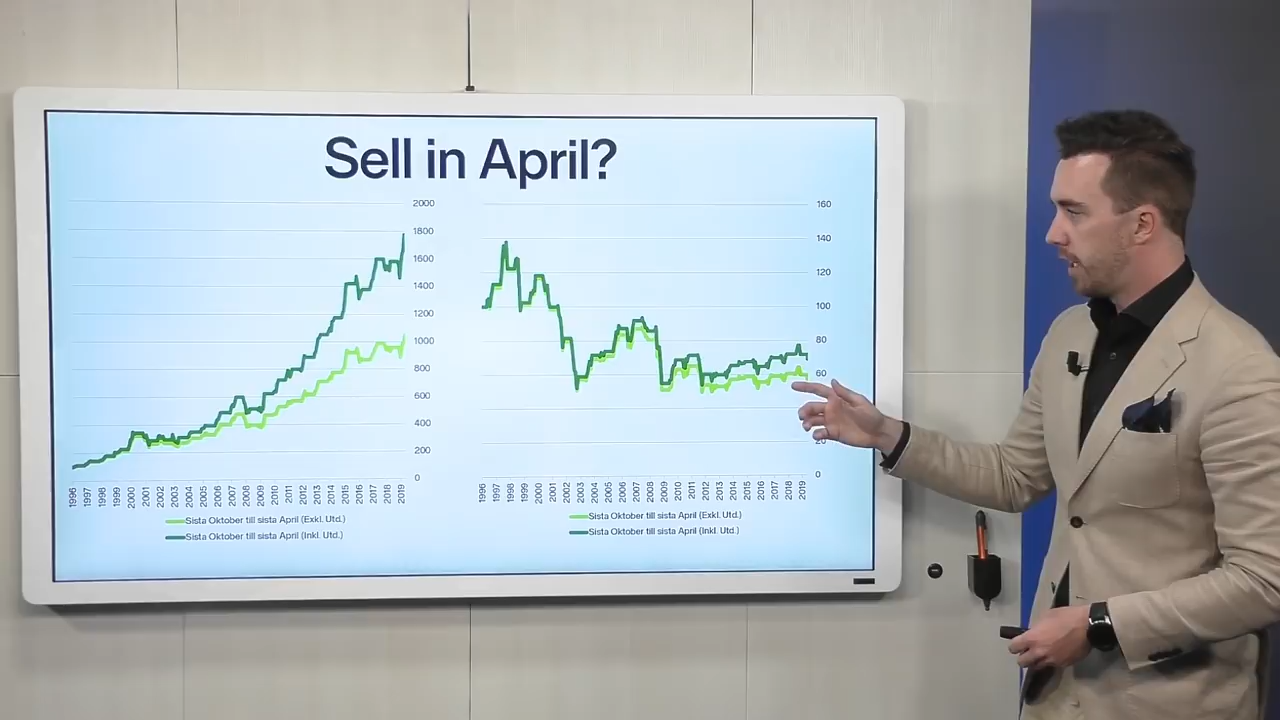 Sell in April?
2000
1800
1600
1400
1200
1000
800
600
400
200
0
1996 1997 1998 1999 2000 2001 2002 2003 2004 2005 2006 2007 2008 2009 2010 2011 2012 2013 2014 2015 2016 2017 2018 2019
Sista Oktober till sista April (Exkl. Utd.)
Sista Oktober till sista April (Inkl. Utd.)
160
140
120
100
80
60
20
0
1996 1997 1998 1999 2000 2001 2002 2003 2004 2005 2006 2007 2008 2009 2010 2011 2012 2013 2014 2015 2016 2017 2018 2019
Sista Oktober till sista April (Exkl. Utd.)
Sista Oktober till sista April (Inkl. Utd.)